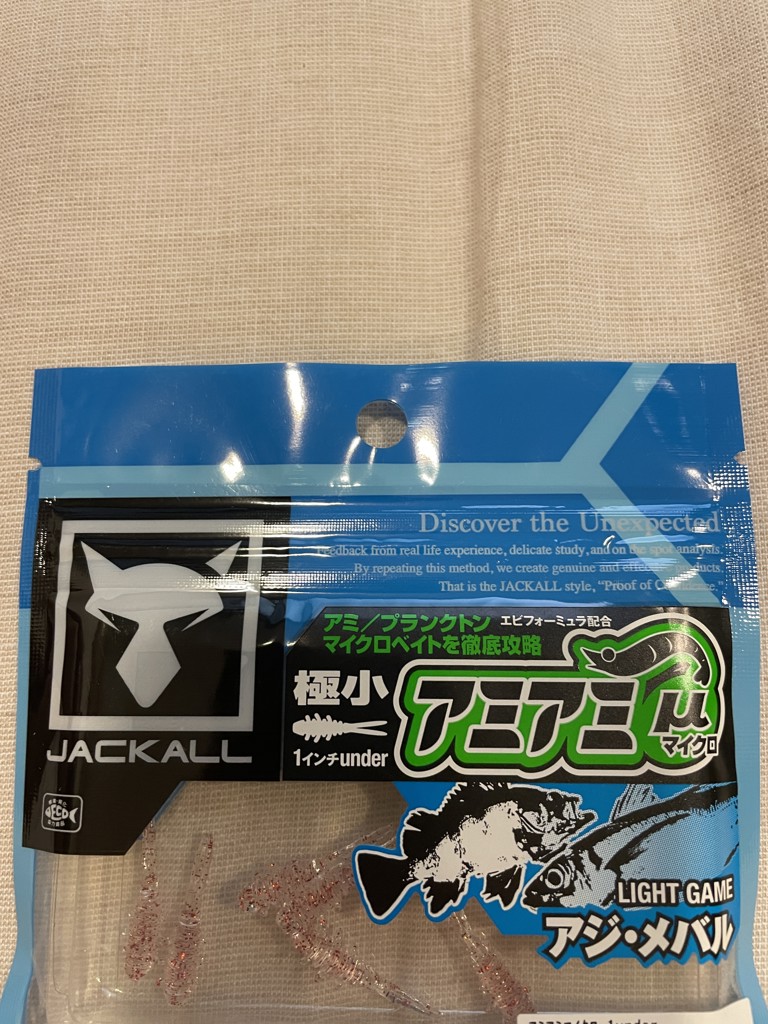 Discover the Unexpected
Feedback from real life experience, delicate study, and on the spot analysis.
By repeating this method, we create genuine and
That is the JACKALL style, "Proof of
アミ/プランクトン エビフォーミュラ配合
マイクロベイトを徹底攻略
極小
アミアミμ
マイクロ
1インチunder
JACKALL
ECO
LIGHT GAME
アジ・メバル